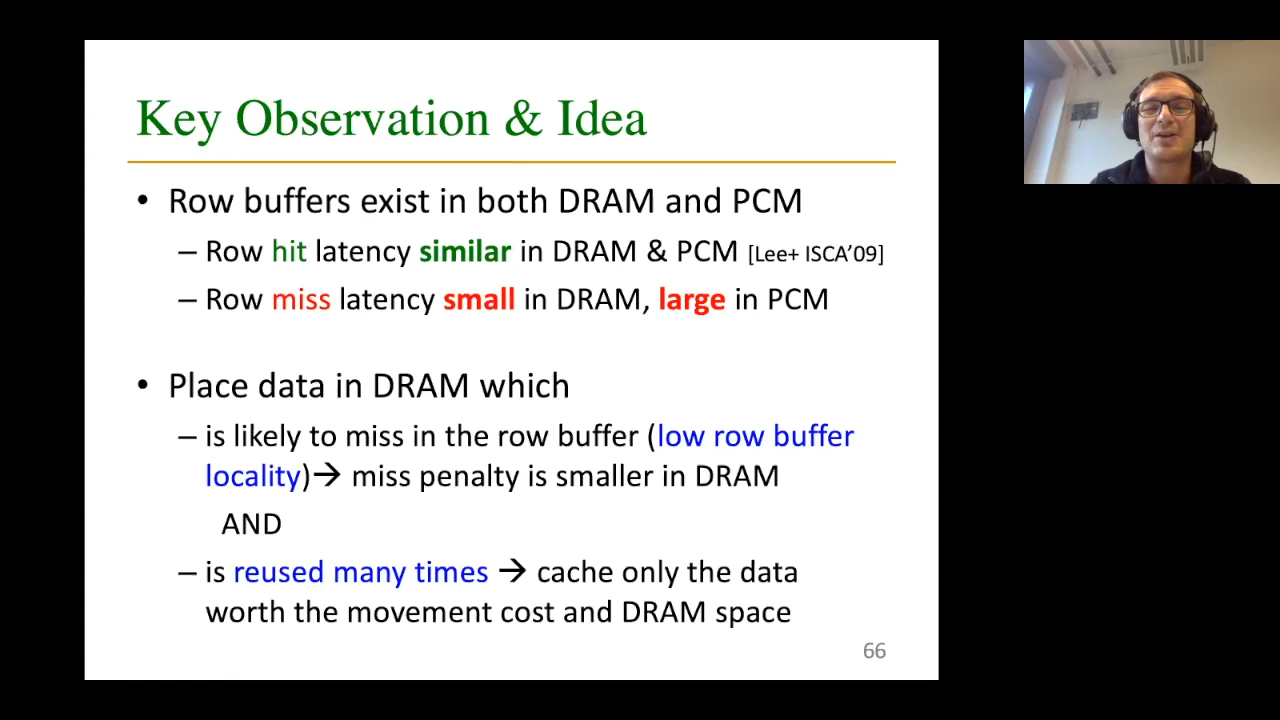 Key Observation & Idea
• Row buffers exist in both DRAM and PCM
– Row hit latency similar in DRAM & PCM [Lee+ ISCA’09]
– Row miss latency small in DRAM, large in PCM
• Place data in DRAM which
– is likely to miss in the row buffer (low row buffer
locality)→ miss penalty is smaller in DRAM
AND
– is reused many times → cache only the data
worth the movement cost and DRAM space
66